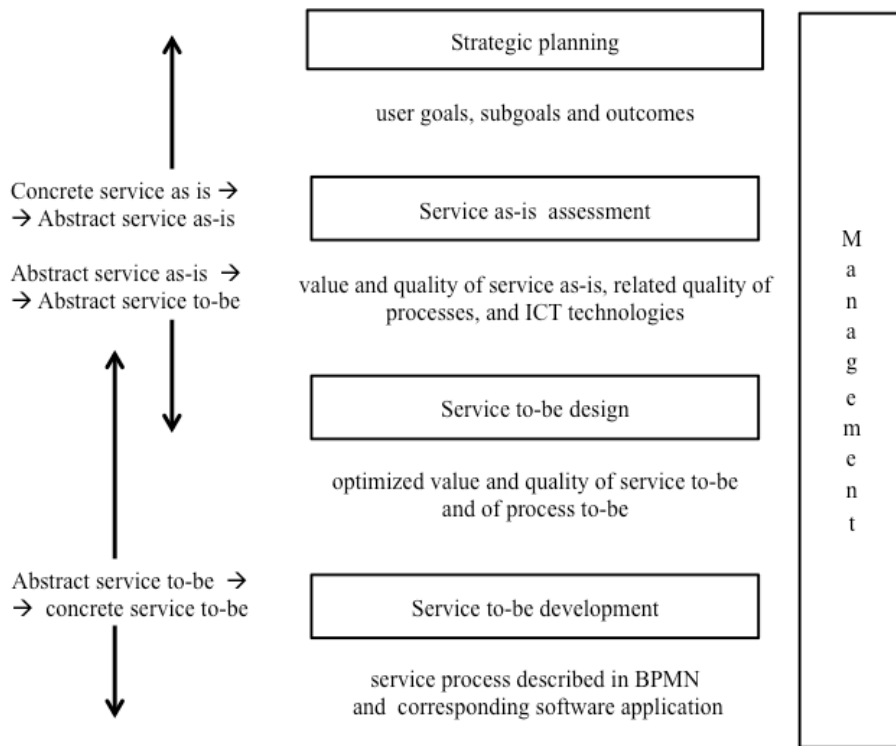 Strategic planning
user goals, subgoals and outcomes
Concrete service as is →
→ Abstract service as-is
Service as-is assessment
Abstract service as-is →
→ Abstract service to-be
value and quality of service as-is, related quality of
processes, and ICT technologies
Service to-be design
optimized value and quality of service to-be
and of process to-be
Abstract service to-be →
→ concrete service to-be
Service to-be development
service process described in BPMN
and corresponding software application
M
a
n
a
g
e
m
e
n
t